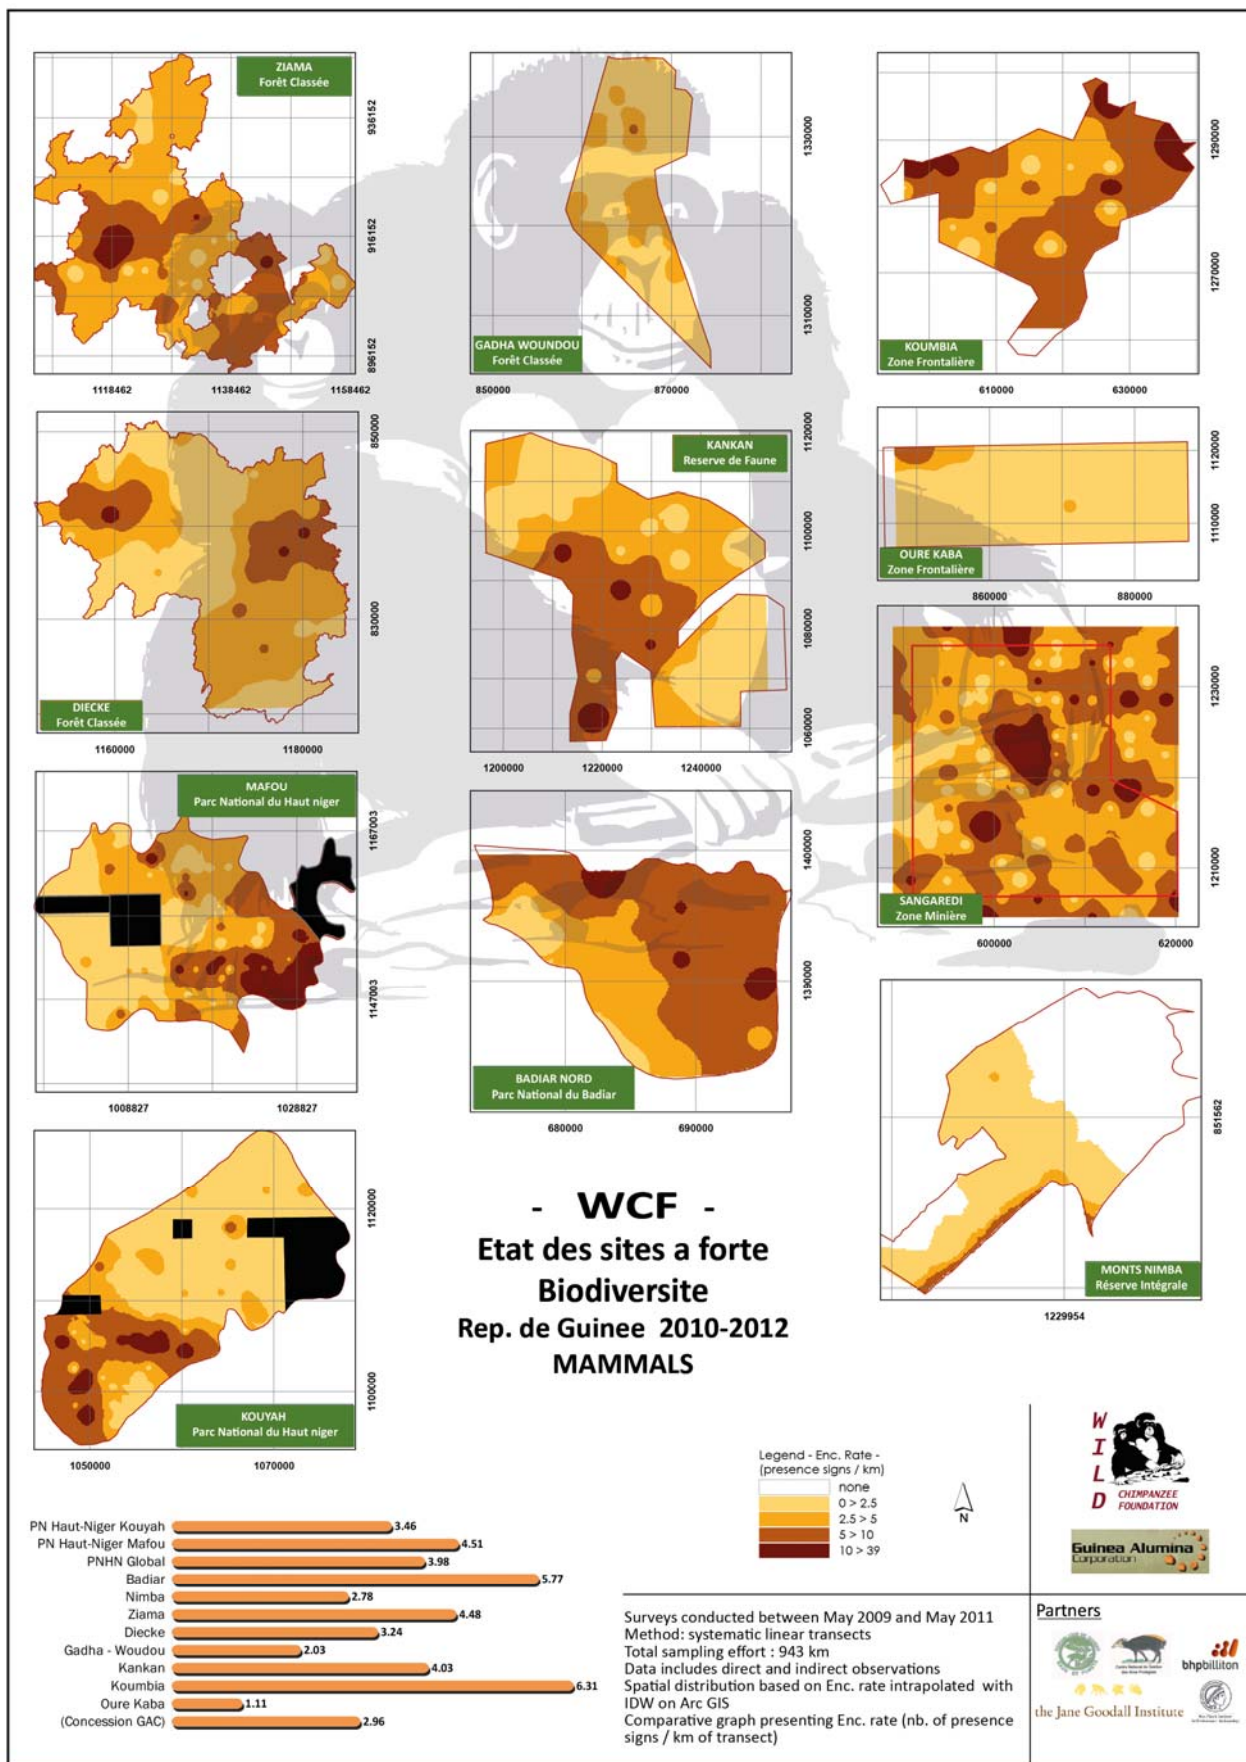 ZIAMA
Forêt Classée
936152
916152
896152
1118462
1138462
1158462
GADHA WOUNDOU
Forêt Classée
1330000
1310000
850000
870000
KOUMBIA
Zone Frontalière
1290000
1270000
610000
630000
DIECKE
Forêt Classée
850000
830000
1160000
1180000
KANKAN
Reserve de Faune
1120000
1100000
1080000
1060000
1200000
1220000
1240000
OURE KABA
Zone Frontalière
1120000
1110000
860000
880000
SANGAREDI
Zone Minière
1230000
1210000
600000
620000
MAFOU
Parc National du Haut niger
1167003
1147003
1008827
1028827
BADIAR NORD
Parc National du Badiar
1400000
1390000
680000
690000
MONTS NIMBA
Réserve Intégrale
851562
1229954
KOUYAH
Parc National du Haut niger
1120000
1100000
1050000
1070000
- WCF -
Etat des sites a forte
Biodiversite
Rep. de Guinee 2010-2012
MAMMALS
Legend - Enc. Rate -
(presence signs / km)
none
0 > 2.5
2.5 > 5
5 > 10
10 > 39
N
WILD
CHIMPANZEE
FOUNDATION
Guinea Alumina
Corporation
PN Haut-Niger Kouyah 3.46
PN Haut-Niger Mafou 4.51
PNHN Global 3.98
Badiar 5.77
Nimba 2.78
Ziama 4.48
Diecke 3.24
Gadha - Woudou 2.03
Kankan 4.03
Koumbia 6.31
Oure Kaba 1.11
(Concession GAC) 2.96
Surveys conducted between May 2009 and May 2011
Method: systematic linear transects
Total sampling effort : 943 km
Data includes direct and indirect observations
Spatial distribution based on Enc. rate intrapolated with
IDW on Arc GIS
Comparative graph presenting Enc. rate (nb. of presence
signs / km of transect)
Partners
bhpbilliton
the Jane Goodall Institute